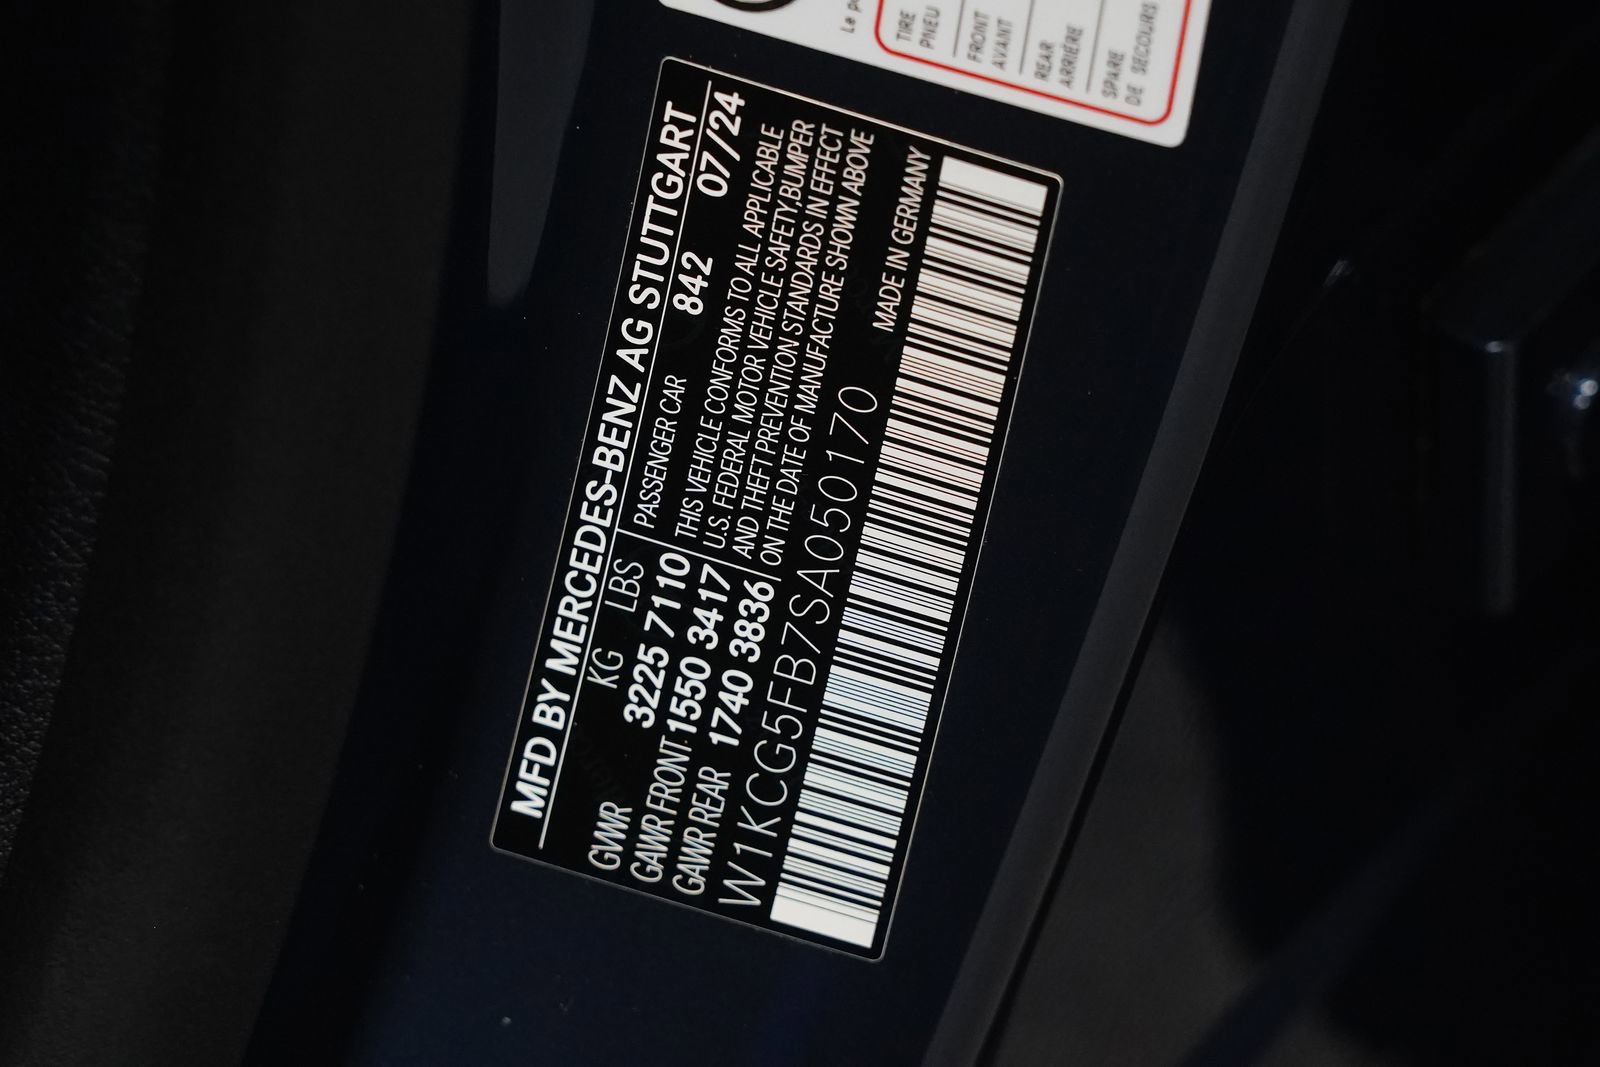 MFD BY MERCEDES-BENZ AG STUTTGART
KG LBS
PASSENGER CAR 842 07/24
GVWR 3225 7110
GAWR FRONT 1550 3417
GAWR REAR 1740 3836
THIS VEHICLE CONFORMS TO ALL APPLICABLE
U.S. FEDERAL MOTOR VEHICLE SAFETY,BUMPER
AND THEFT PREVENTION STANDARDS IN EFFECT
ON THE DATE OF MANUFACTURE SHOWN ABOVE
W1KCG5FB7SA050170
MADE IN GERMANY
TIRE
PNEU
FRONT
AVANT
REAR
ARRIÈRE
SPARE
DE SECOURS
Le